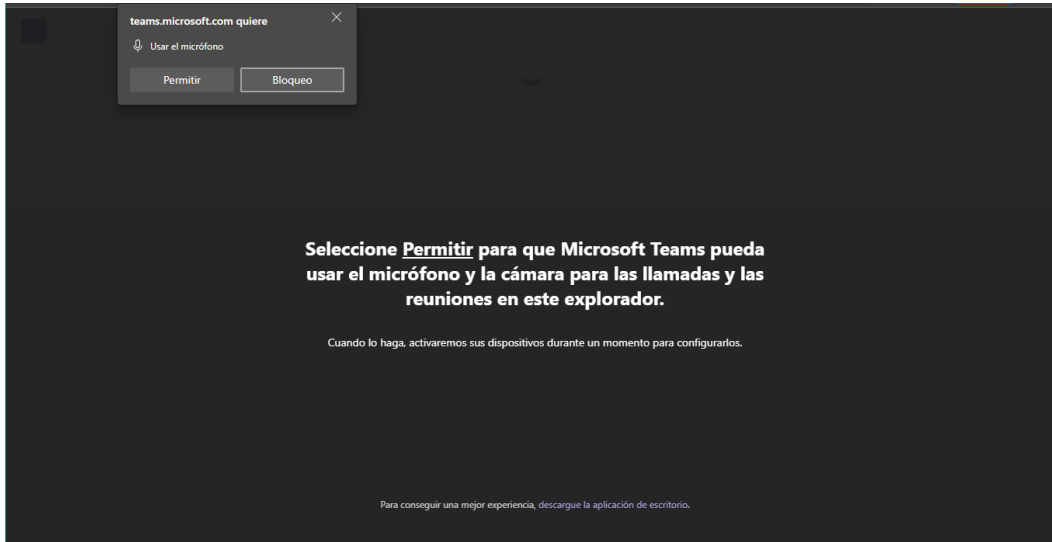 teams.microsoft.com quiere
Usar el micrófono
Permitir
Bloqueo
Seleccione Permitir para que Microsoft Teams pueda
usar el micrófono y la cámara para las llamadas y las
reuniones en este explorador.
Cuando lo haga, activaremos sus dispositivos durante un momento para configurarlos.
Para conseguir una mejor experiencia, descargue la aplicación de escritorio.